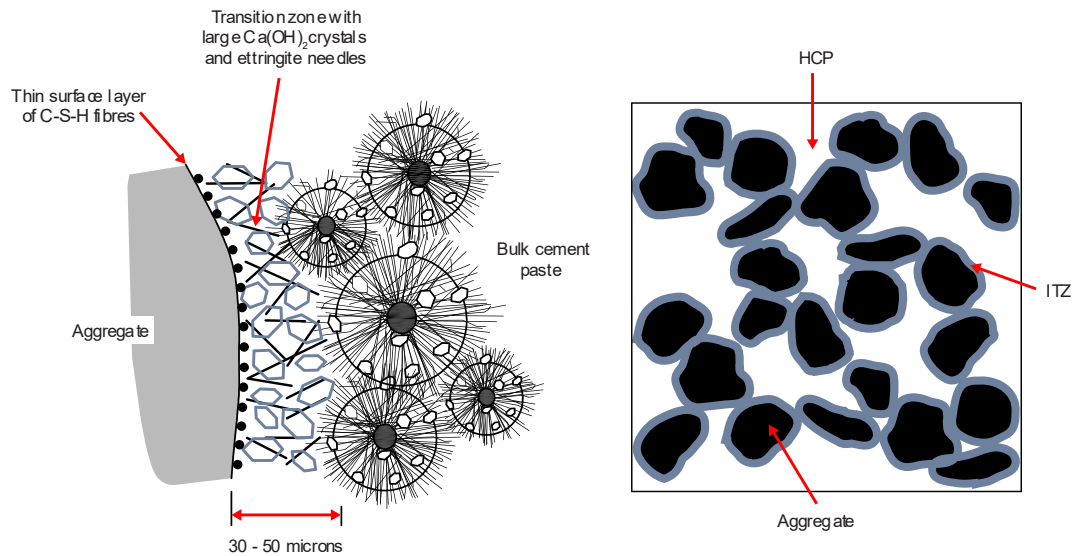 Transition zone with
large Ca(OH)₂ crystals
and ettringite needles
Thin surface layer
of C-S-H fibres
Aggregate
Bulk cement
paste
30 - 50 microns
HCP
ITZ
Aggregate